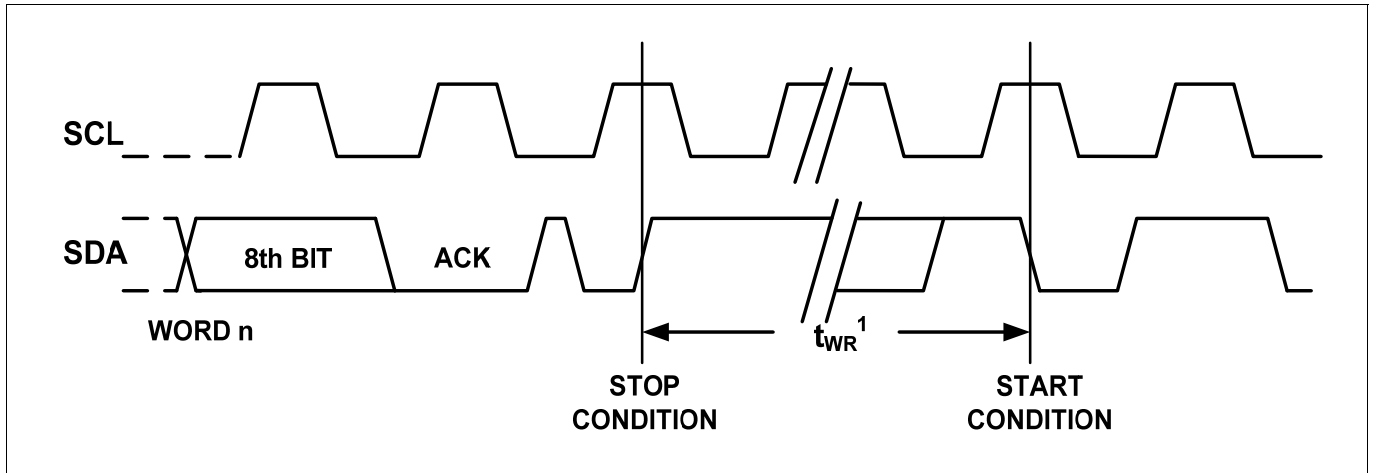 SCL
SDA
8th BIT
ACK
WORD n
tWR1
STOP
CONDITION
START
CONDITION